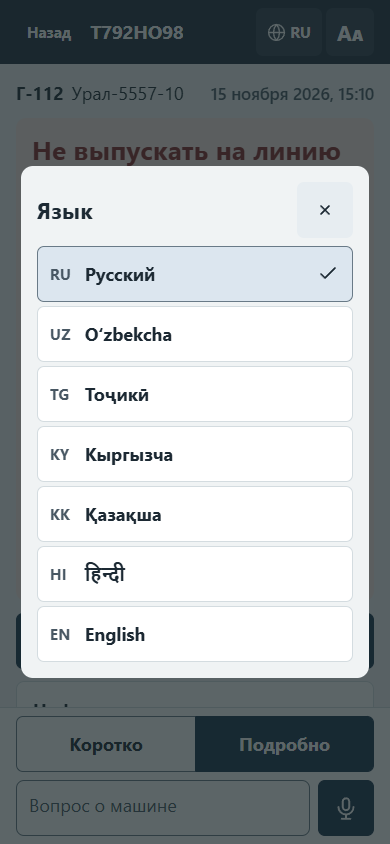 Назад T792HO98 RU Aa
Г-112 Урал-5557-10 15 ноября 2026, 15:10
Не выпускать на линию
Язык ×
RU Русский
UZ Oʻzbekcha
TG Тоҷикӣ
KY Кыргызча
KK Қазақша
HI हिन्दी
EN English
Коротко Подробно
Вопрос о машине